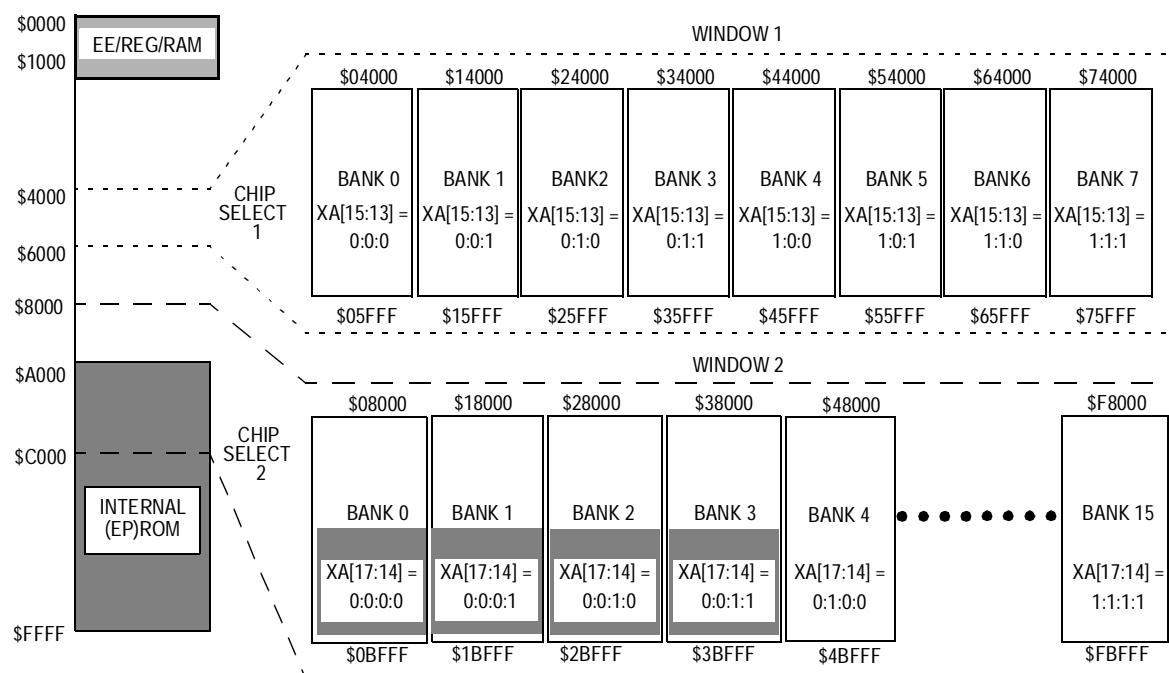 $0000
EE/REG/RAM
$1000
$4000
$6000
$8000
$A000
$C000
INTERNAL
(EP)ROM
$FFFF
CHIP
SELECT
1
WINDOW 1
$04000 $14000 $24000 $34000 $44000 $54000 $64000 $74000
BANK 0 BANK 1 BANK2 BANK 3 BANK 4 BANK 5 BANK6 BANK 7
XA[15:13] = XA[15:13] = XA[15:13] = XA[15:13] = XA[15:13] = XA[15:13] = XA[15:13] = XA[15:13] =
0:0:0 0:0:1 0:1:0 0:1:1 1:0:0 1:0:1 1:1:0 1:1:1
$05FFF $15FFF $25FFF $35FFF $45FFF $55FFF $65FFF $75FFF
CHIP
SELECT
2
WINDOW 2
$08000 $18000 $28000 $38000 $48000 $F8000
BANK 0 BANK 1 BANK 2 BANK 3 BANK 4 BANK 15
XA[17:14] = XA[17:14] = XA[17:14] = XA[17:14] = XA[17:14] = XA[17:14] =
0:0:0:0 0:0:0:1 0:0:1:0 0:0:1:1 0:1:0:0 1:1:1:1
$0BFFF $1BFFF $2BFFF $3BFFF $4BFFF $FBFFF